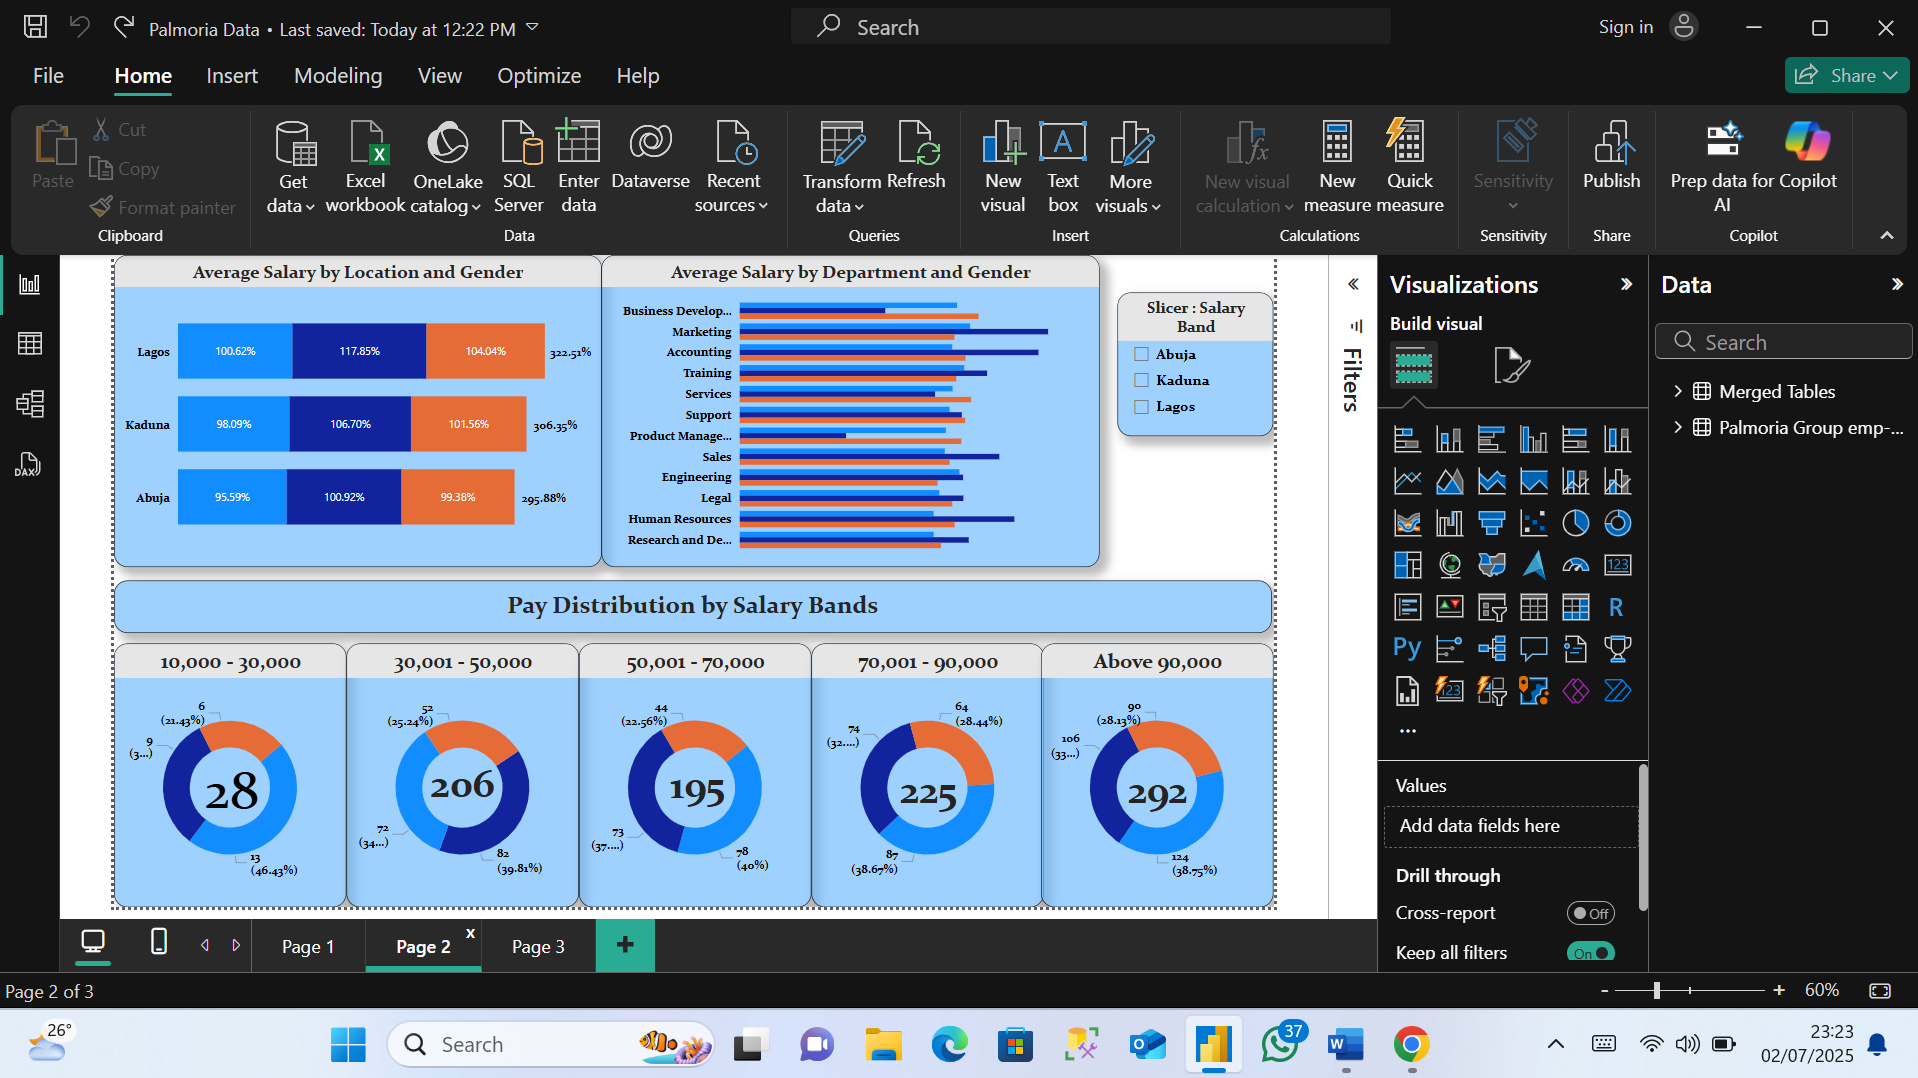 Palmoria Data • Last saved: Today at 12:22 PM
Search
Sign in
File
Home
Insert
Modeling
View
Optimize
Help
Share
Paste
Cut
Copy
Format painter
Clipboard
Get data
Excel workbook
OneLake catalog
SQL Server
Enter data
Dataverse
Recent sources
Data
Transform data
Refresh
Queries
New visual
Text box
More visuals
Insert
New visual calculation
New measure
Quick measure
Calculations
Sensitivity
Sensitivity
Publish
Share
Prep data for AI
Copilot
Copilot
Average Salary by Location and Gender
Lagos 100.62% 117.85% 104.04% 322.51%
Kaduna 98.09% 106.70% 101.56% 306.35%
Abuja 95.59% 100.92% 99.38% 295.88%
Average Salary by Department and Gender
Business Develop...
Marketing
Accounting
Training
Services
Support
Product Manage...
Sales
Engineering
Legal
Human Resources
Research and De...
Slicer : Salary
Band
Abuja
Kaduna
Lagos
Pay Distribution by Salary Bands
10,000 - 30,000
6
(21.43%)
9
(3...)
28
13
(46.43%)
30,001 - 50,000
52
(25.24%)
206
72
(34...)
82
(39.81%)
50,001 - 70,000
44
(22.56%)
195
73
(37....)
78
(40%)
70,001 - 90,000
64
(28.44%)
74
(32....)
225
87
(38.67%)
Above 90,000
90
(28.13%)
106
(33...)
292
124
(38.75%)
Filters
Visualizations
Build visual
123
R
Py
123
...
Values
Add data fields here
Drill through
Cross-report
Off
Keep all filters
On
Data
Search
Merged Tables
Palmoria Group emp-...
DAX
Page 1
Page 2
x
Page 3
+
Page 2 of 3
- + 60%
26°
Search
37
W
23:23
02/07/2025